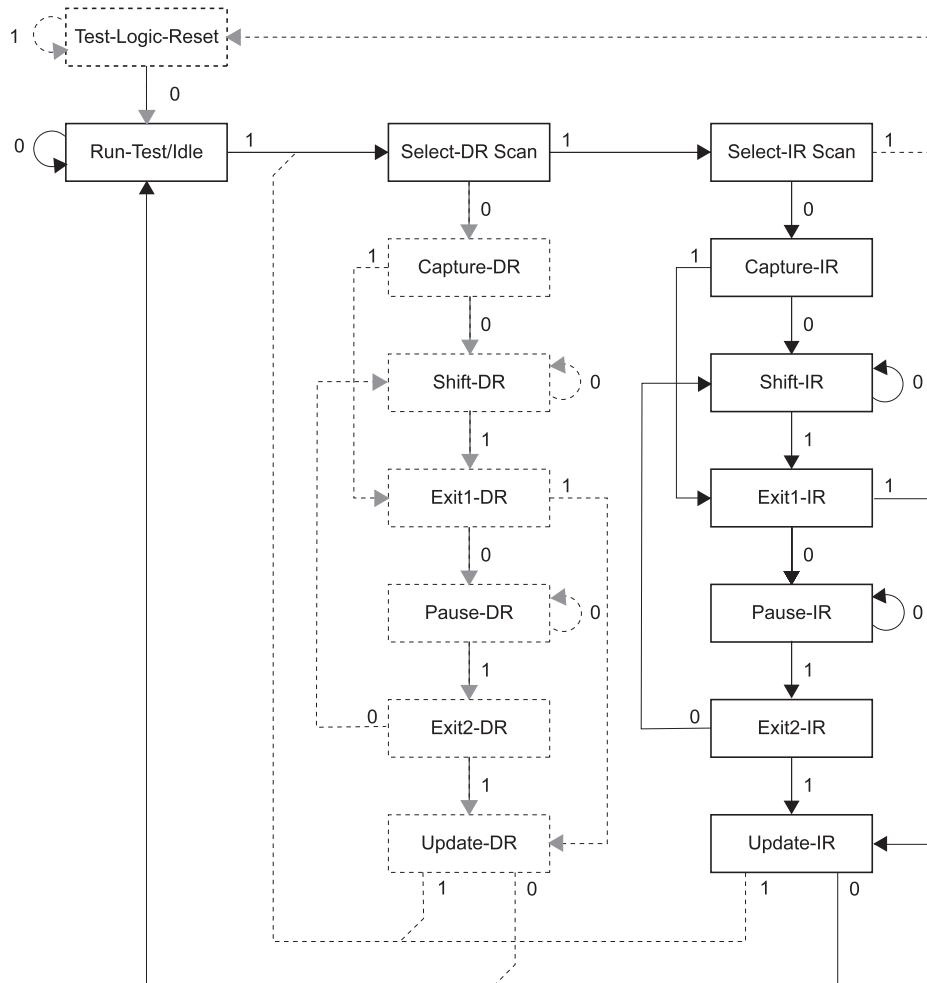 Test-Logic-Reset
1
0
Run-Test/Idle
0
1
Select-DR Scan
1
Select-IR Scan
1
0
0
Capture-DR
1
Capture-IR
1
0
0
Shift-DR
0
Shift-IR
0
1
1
Exit1-DR
1
Exit1-IR
1
0
0
Pause-DR
0
Pause-IR
0
1
1
Exit2-DR
0
Exit2-IR
0
1
1
Update-DR
Update-IR
1
0
1
0